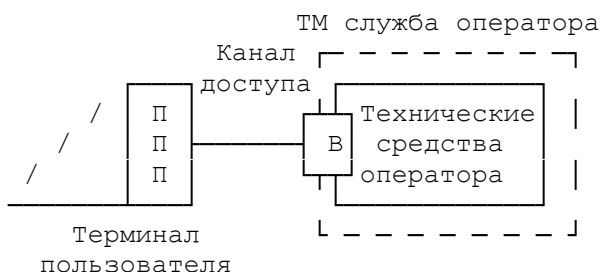 ТМ служба оператора
Канал
доступа
П Технические
П В средства
П оператора
Терминал
пользователя